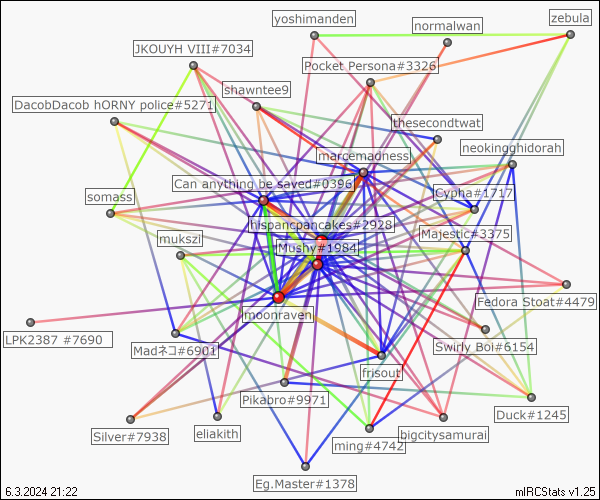 yoshimanden
zebula
normalwan
JKOUYH VIII#7034
Pocket Persona#3326
shawntee9
DacobDacob hORNY police#5271
thesecondtwat
neokingghidorah
marcemadness
Can anything be saved#0396
Cypha#1717
somass
hispancpancakes#2928
Majestic#3375
mukszi
Mushy#1984
Fedora Stoat#4479
moonraven
LPK2387 #7690
Madネコ#6901
Swirly_Boi#6154
frisout
Pikabro#9971
Duck#1245
Silver#7938
eliakith
ming#4742
bigcitysamurai
Eg.Master#1378
6.3.2024 21:22
mIRCStats v1.25